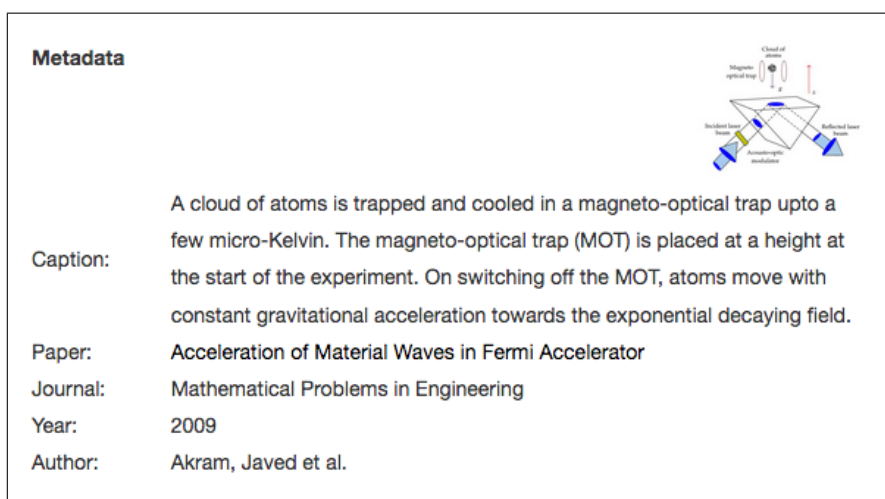 Metadata
Cloud of
atoms
Magneto
optical trap
g
z
Incident laser
beam
Reflected laser
beam
Acousto-optic
modulator
Caption:
A cloud of atoms is trapped and cooled in a magneto-optical trap upto a
few micro-Kelvin. The magneto-optical trap (MOT) is placed at a height at
the start of the experiment. On switching off the MOT, atoms move with
constant gravitational acceleration towards the exponential decaying field.
Paper: Acceleration of Material Waves in Fermi Accelerator
Journal: Mathematical Problems in Engineering
Year: 2009
Author: Akram, Javed et al.